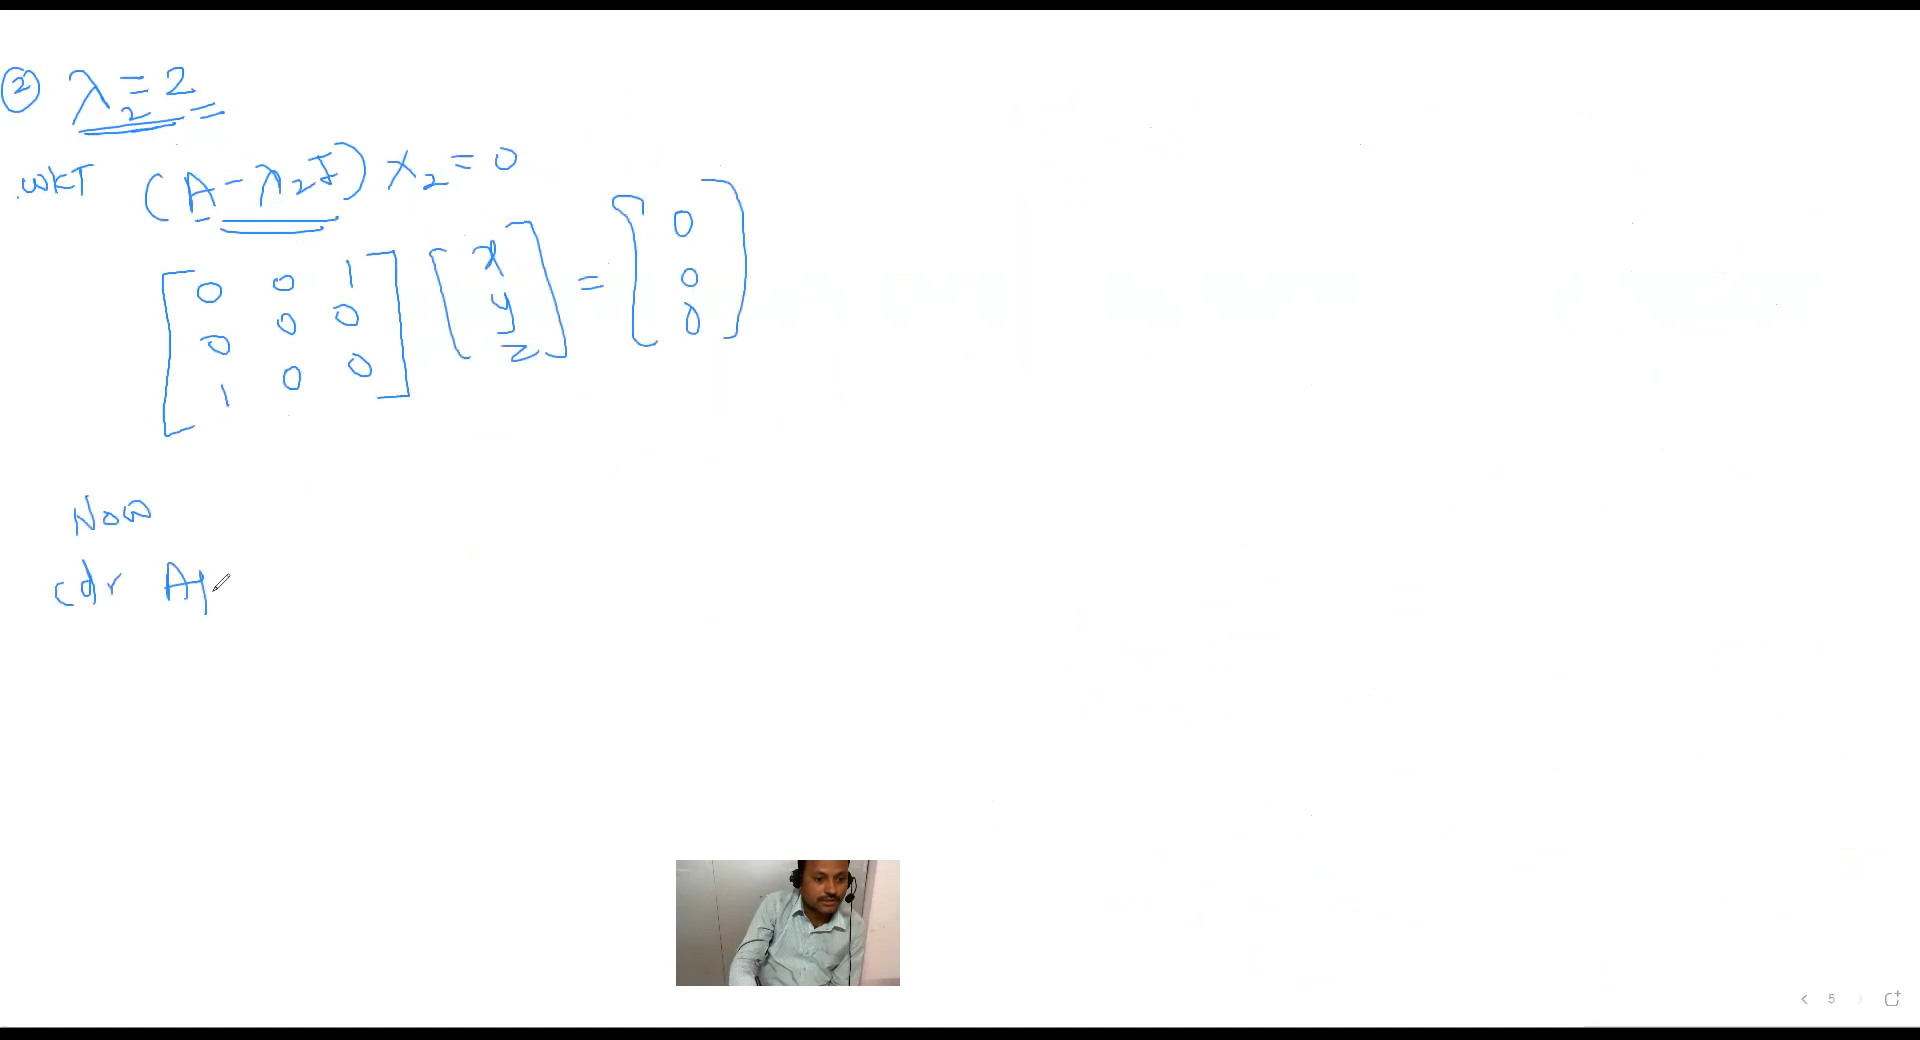 ② λ₂ = 2
WKT (A - λ₂I) X₂ = 0
[0 0 1; 0 0 0; 1 0 0] [x; y; z] = [0; 0; 0]
Now
cdr Ap
5